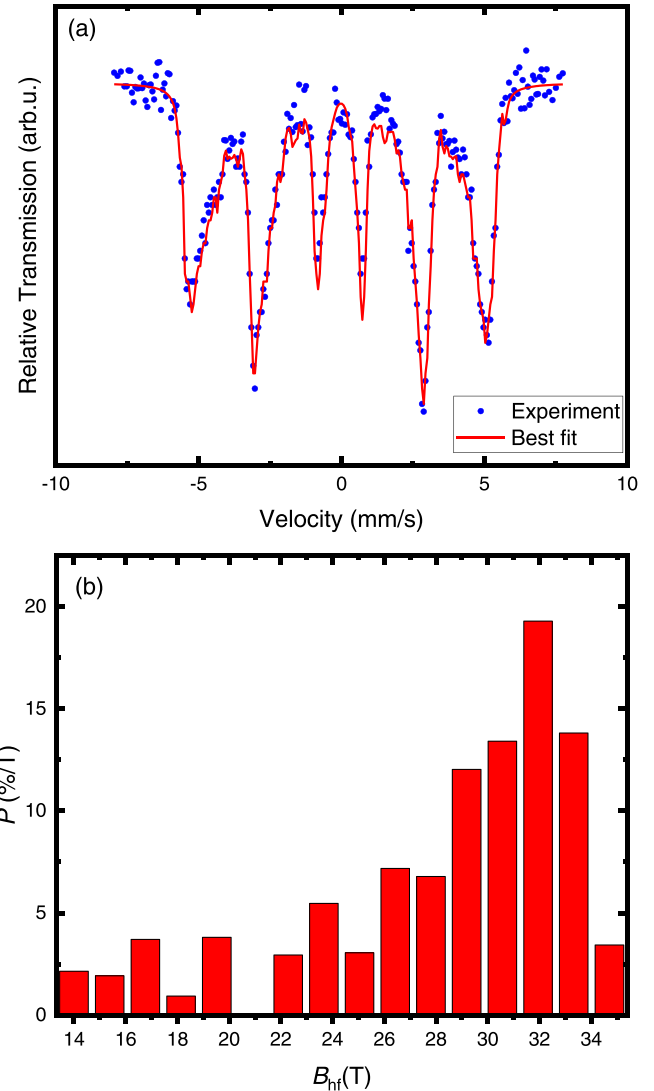 (a)
Relative Transmission (arb.u.)
Experiment
Best fit
-10 -5 0 5 10
Velocity (mm/s)
(b)
20
15
10
5
0
P (%/T)
14 16 18 20 22 24 26 28 30 32 34
Bhf(T)